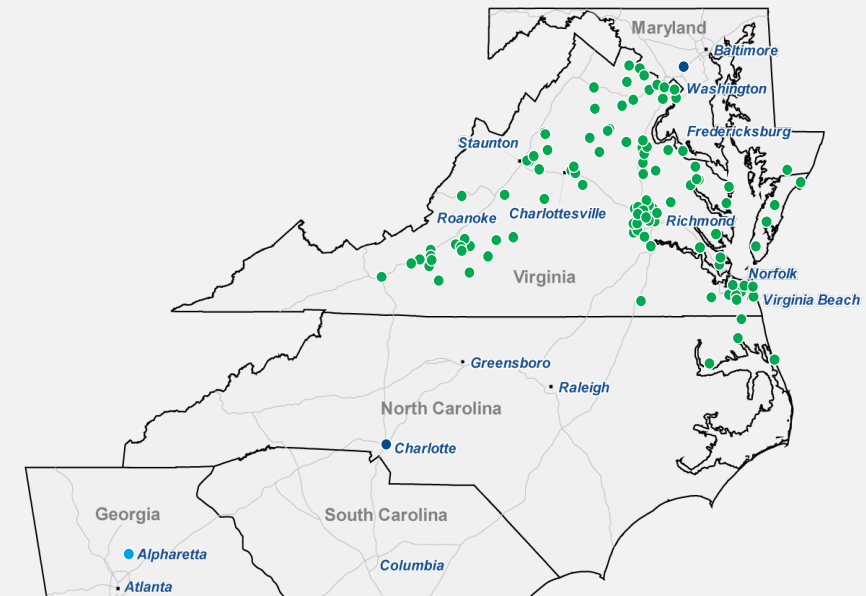 Maryland
Baltimore
Washington
Fredericksburg
Staunton
Charlottesville
Roanoke
Richmond
Virginia
Norfolk
Virginia Beach
Greensboro
Raleigh
North Carolina
Charlotte
Georgia
South Carolina
Alpharetta
Columbia
Atlanta